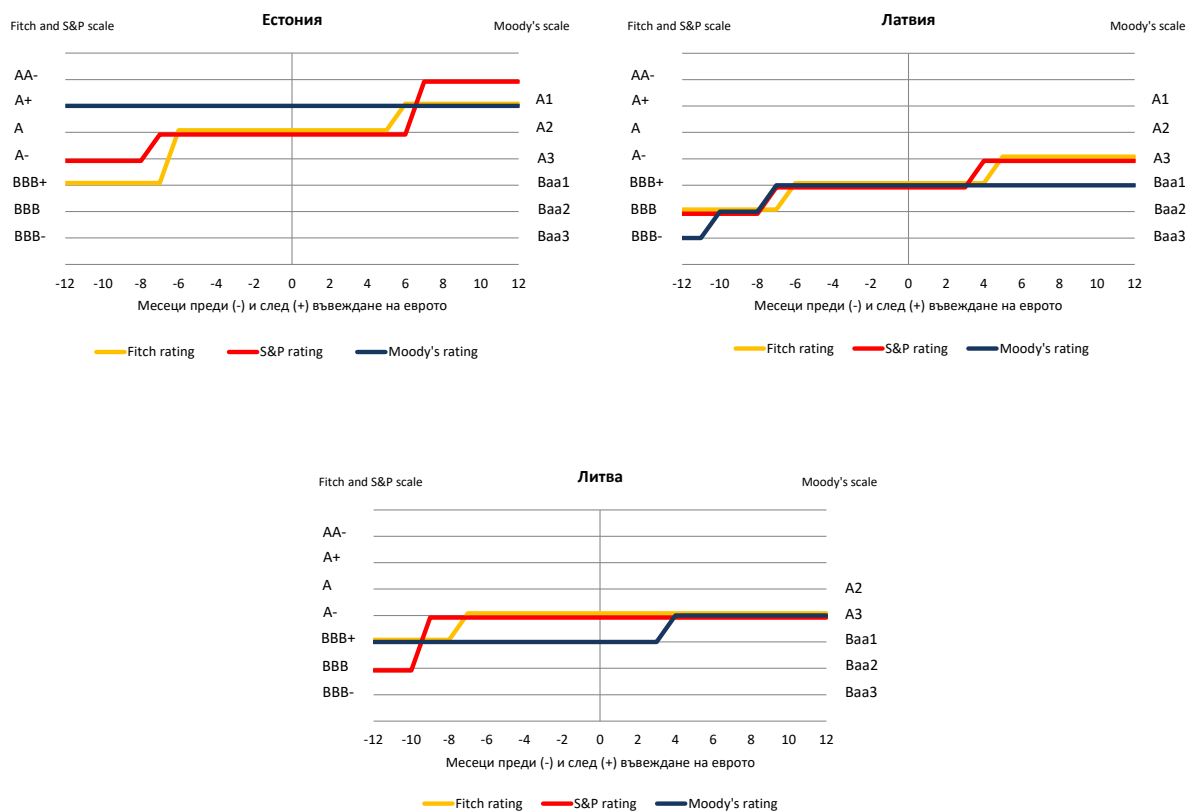 Fitch and S&P scale
Естония
Moody's scale
AA-
A+
A1
A
A2
A-
A3
BBB+
Baa1
BBB
Baa2
BBB-
Baa3
-12 -10 -8 -6 -4 -2 0 2 4 6 8 10 12
Месеци преди (-) и след (+) въвеждане на еврото
Fitch rating S&P rating Moody's rating
Fitch and S&P scale
Латвия
Moody's scale
AA-
A+
A1
A
A2
A-
A3
BBB+
Baa1
BBB
Baa2
BBB-
Baa3
-12 -10 -8 -6 -4 -2 0 2 4 6 8 10 12
Месеци преди (-) и след (+) въвеждане на еврото
Fitch rating S&P rating Moody's rating
Fitch and S&P scale
Литва
Moody's scale
AA-
A+
A
A2
A-
A3
BBB+
Baa1
BBB
Baa2
BBB-
Baa3
-12 -10 -8 -6 -4 -2 0 2 4 6 8 10 12
Месеци преди (-) и след (+) въвеждане на еврото
Fitch rating S&P rating Moody's rating